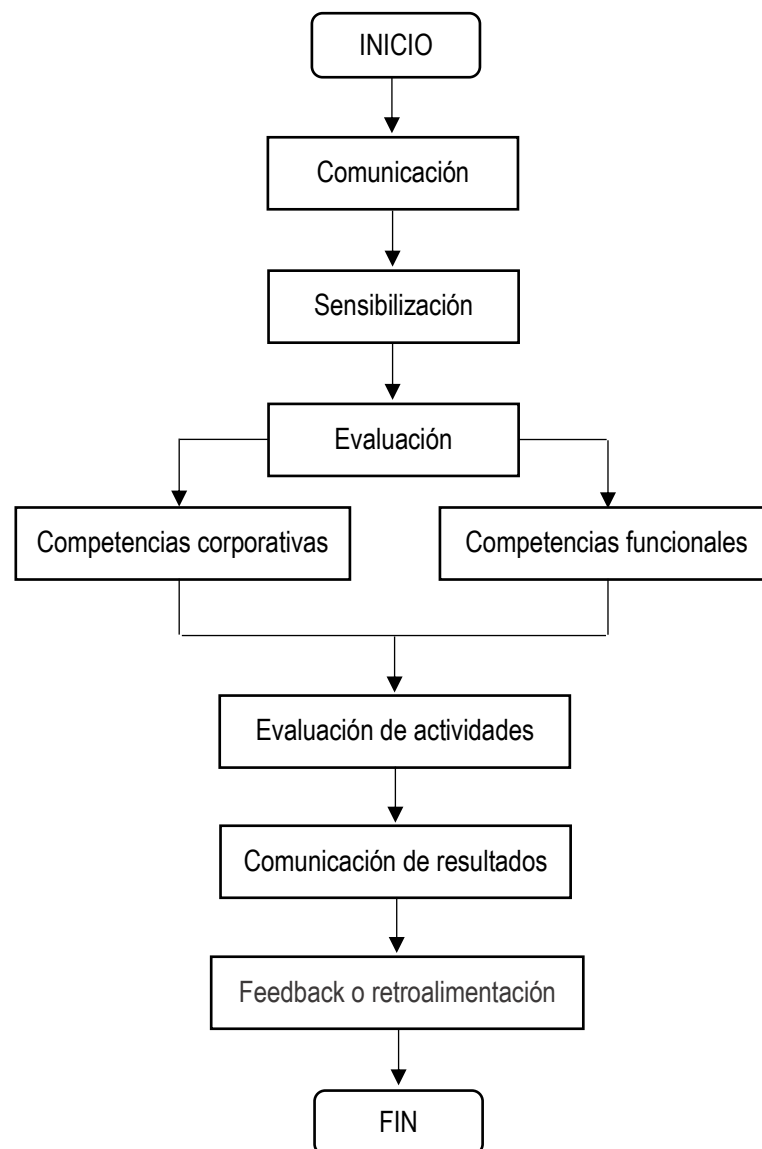 INICIO
Comunicación
Sensibilización
Evaluación
Competencias corporativas
Competencias funcionales
Evaluación de actividades
Comunicación de resultados
Feedback o retroalimentación
FIN